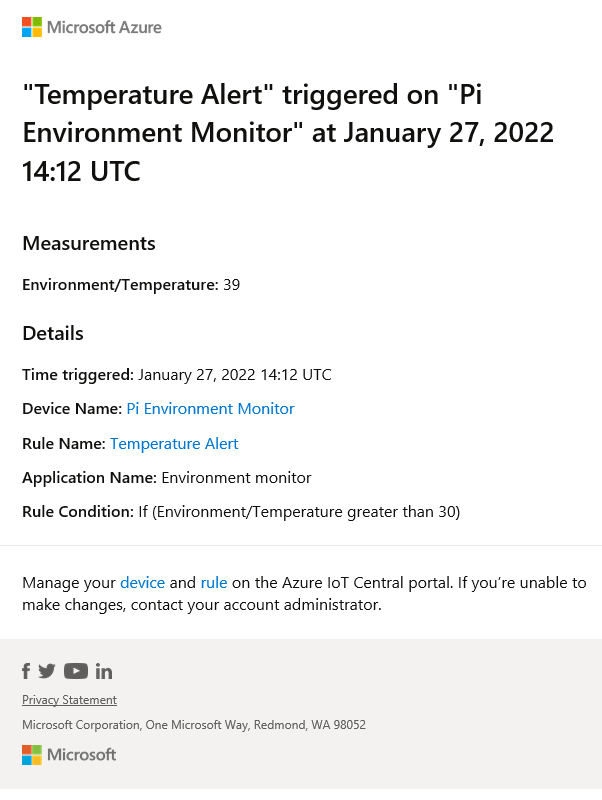 Microsoft Azure
"Temperature Alert" triggered on "Pi
Environment Monitor" at January 27, 2022
14:12 UTC
Measurements
Environment/Temperature: 39
Details
Time triggered: January 27, 2022 14:12 UTC
Device Name: Pi Environment Monitor
Rule Name: Temperature Alert
Application Name: Environment monitor
Rule Condition: If (Environment/Temperature greater than 30)
Manage your device and rule on the Azure IoT Central portal. If you’re unable to
make changes, contact your account administrator.
Privacy Statement
Microsoft Corporation, One Microsoft Way, Redmond, WA 98052
Microsoft